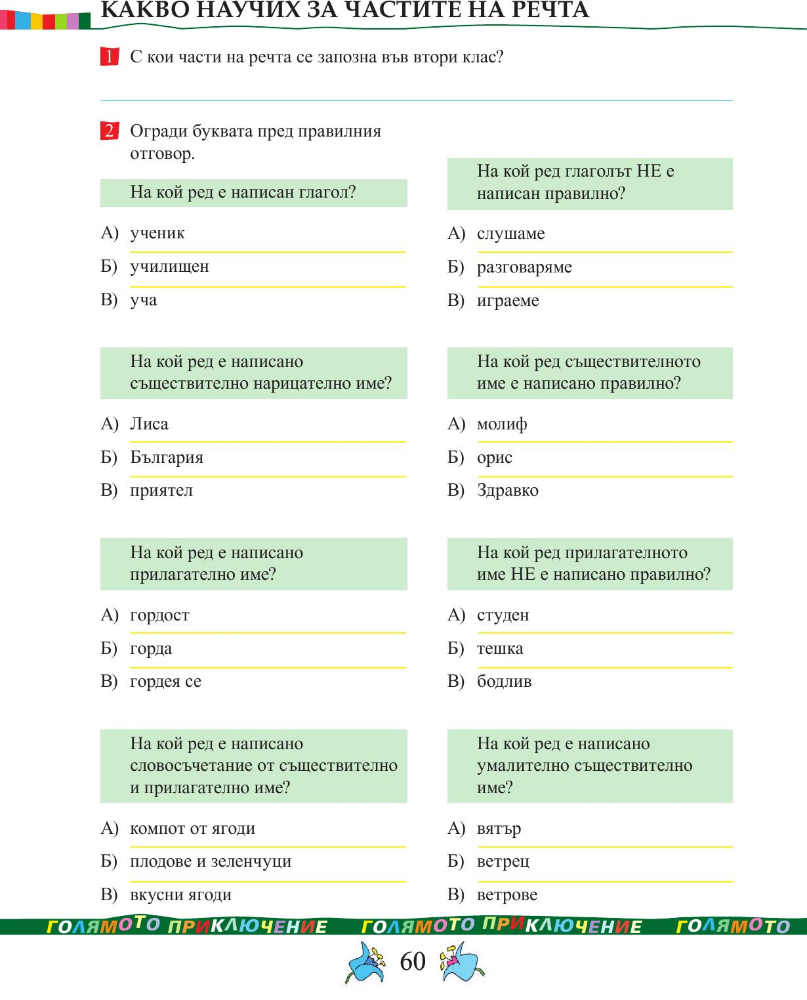 КАКВО НАУЧИХ ЗА ЧАСТИТЕ НА РЕЧТА
1 С кои части на речта се запозна във втори клас?
2 Огради буквата пред правилния
отговор.
На кой ред е написан глагол?
А) ученик
Б) училищен
В) уча
На кой ред глаголът НЕ е
написан правилно?
А) слушаме
Б) разговаряме
В) играеме
На кой ред е написано
съществително нарицателно име?
А) Лиса
Б) България
В) приятел
На кой ред съществителното
име е написано правилно?
А) молиф
Б) орис
В) Здравко
На кой ред е написано
прилагателно име?
А) гордост
Б) горда
В) гордея се
На кой ред прилагателното
име НЕ е написано правилно?
А) студен
Б) тешка
В) бодлив
На кой ред е написано
словосъчетание от съществително
и прилагателно име?
А) компот от ягоди
Б) плодове и зеленчуци
В) вкусни ягоди
На кой ред е написано
умалително съществително
име?
А) вятър
Б) ветрец
В) ветрове
ГОЛЯМОТО ПРИКЛЮЧЕНИЕ ГОЛЯМОТО ПРИКЛЮЧЕНИЕ ГОЛЯМОТО
60